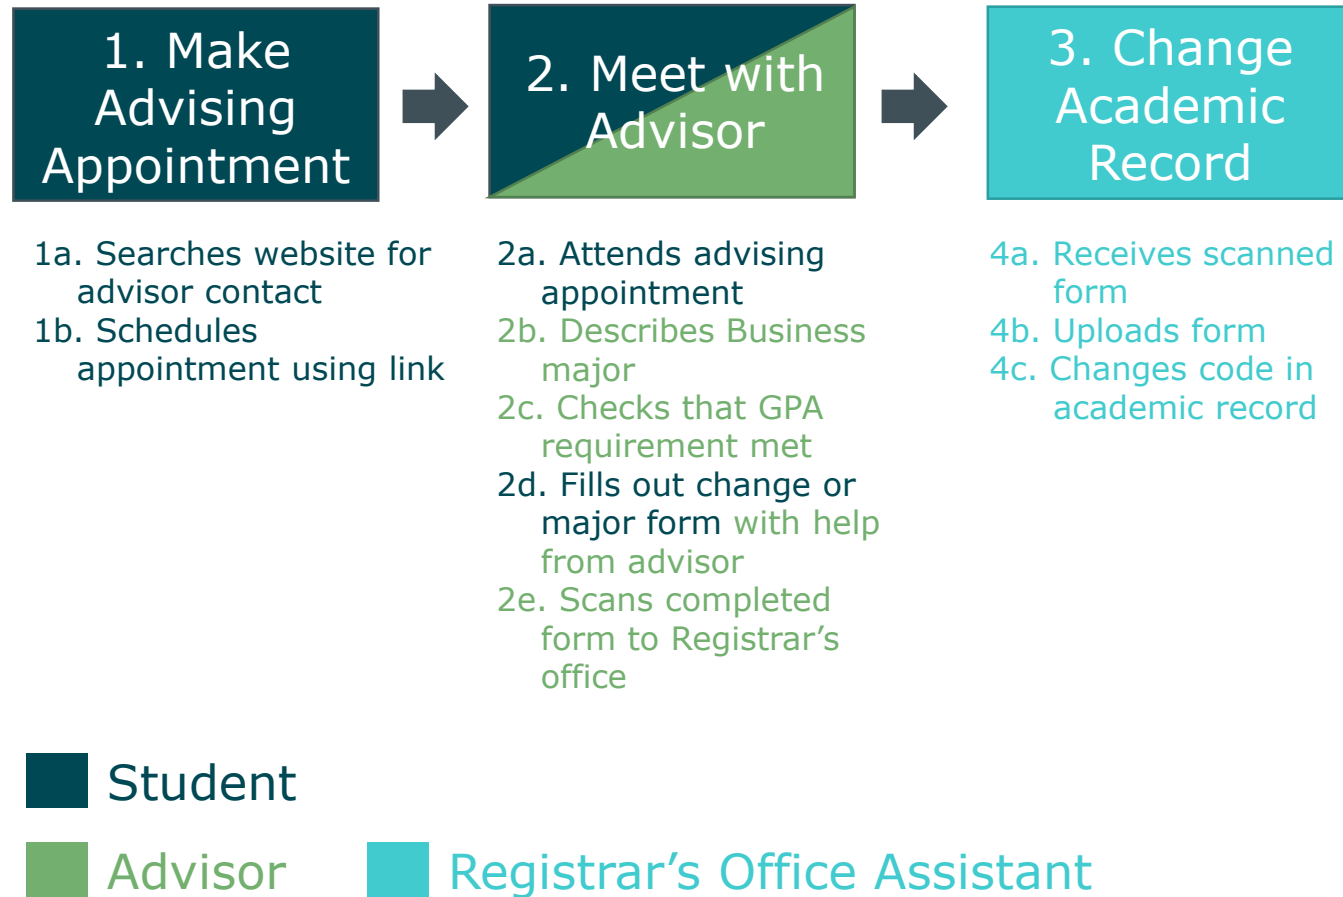 1. Make
Advising
Appointment
2. Meet with
Advisor
3. Change
Academic
Record
1a. Searches website for
advisor contact
1b. Schedules
appointment using link
2a. Attends advising
appointment
2b. Describes Business
major
2c. Checks that GPA
requirement met
2d. Fills out change or
major form with help
from advisor
2e. Scans completed
form to Registrar’s
office
4a. Receives scanned
form
4b. Uploads form
4c. Changes code in
academic record
Student
Advisor
Registrar’s Office Assistant